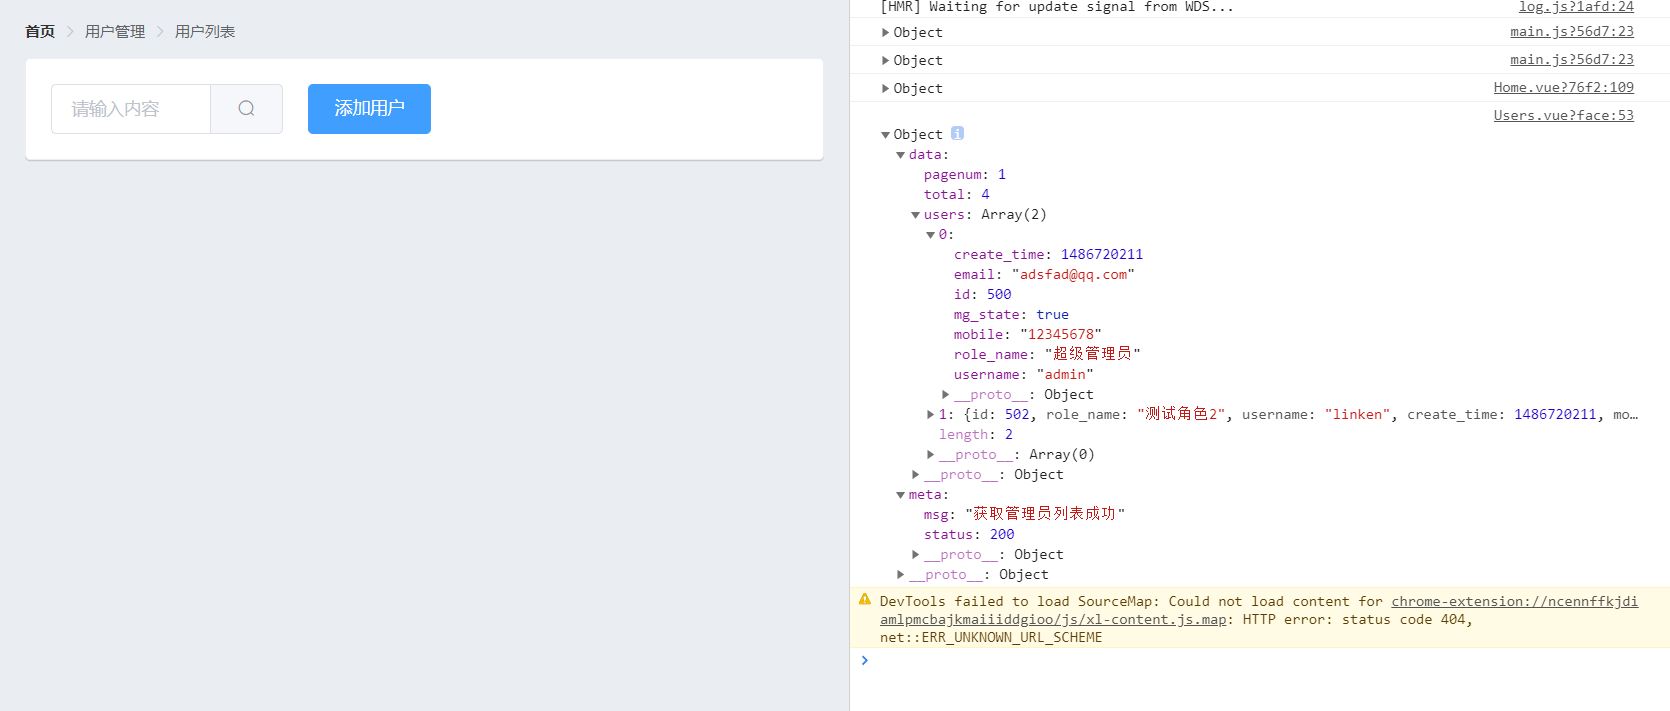 首页 > 用户管理 > 用户列表
请输入内容
添加用户
[HMR] Waiting for update signal from WDS... log.js?1afd:24
Object main.js?56d7:23
Object main.js?56d7:23
Object Home.vue?76f2:109
Users.vue?face:53
Object i
data:
pagenum: 1
total: 4
users: Array(2)
0:
create_time: 1486720211
email: "adsfad@qq.com"
id: 500
mg_state: true
mobile: "12345678"
role_name: "超级管理员"
username: "admin"
__proto__: Object
1: {id: 502, role_name: "测试角色2", username: "linken", create_time: 1486720211, mo…
length: 2
__proto__: Array(0)
__proto__: Object
meta:
msg: "获取管理员列表成功"
status: 200
__proto__: Object
__proto__: Object
DevTools failed to load SourceMap: Could not load content for chrome-extension://ncennffkjdi
amlpmcbajkmaiiiddgioo/js/xl-content.js.map: HTTP error: status code 404,
net::ERR_UNKNOWN_URL_SCHEME